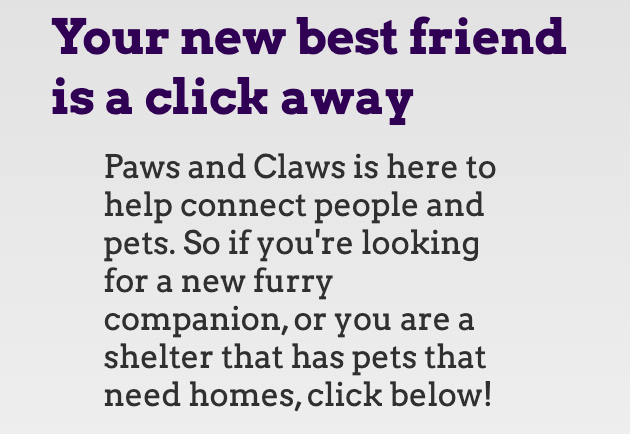 Your new best friend
is a click away
Paws and Claws is here to
help connect people and
pets. So if you're looking
for a new furry
companion, or you are a
shelter that has pets that
need homes, click below!